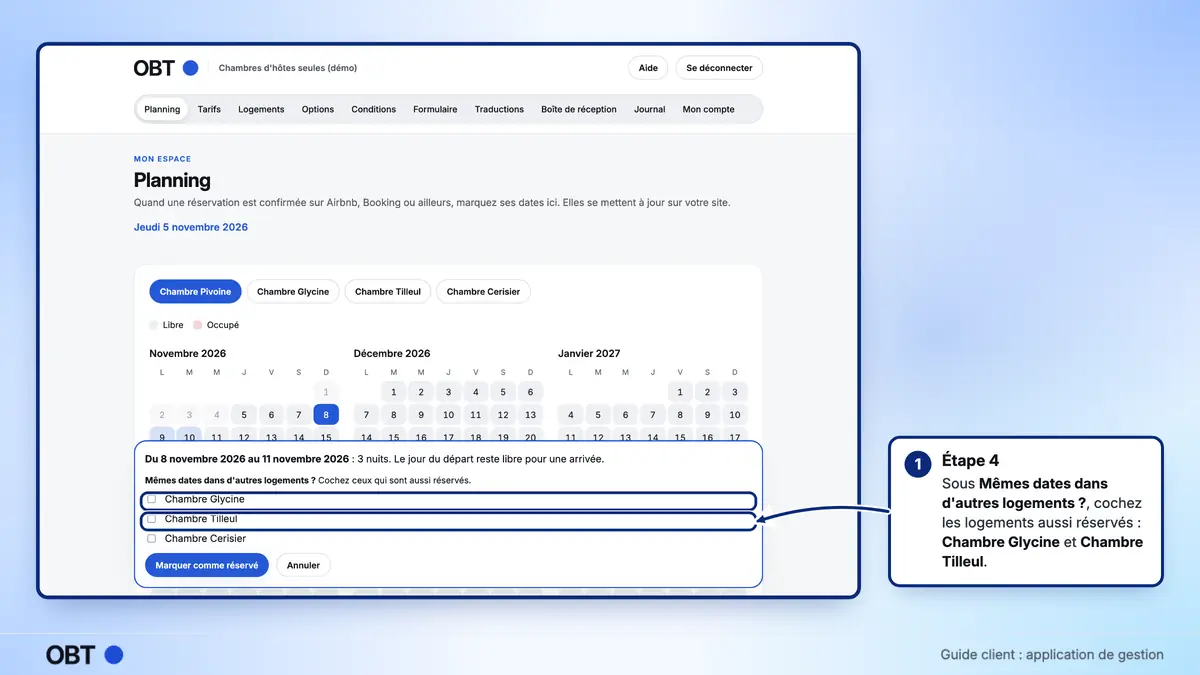 OBT
Chambres d'hôtes seules (démo)
Aide
Se déconnecter
Planning
Tarifs
Logements
Options
Conditions
Formulaire
Traductions
Boîte de réception
Journal
Mon compte
MON ESPACE
Planning
Quand une réservation est confirmée sur Airbnb, Booking ou ailleurs, marquez ses dates ici. Elles se mettent à jour sur votre site.
Jeudi 5 novembre 2026
Chambre Pivoine
Chambre Glycine
Chambre Tilleul
Chambre Cerisier
Libre
Occupé
Novembre 2026
L M M J V S D
1
2 3 4 5 6 7 8
9 10 11 12 13 14 15
Décembre 2026
L M M J V S D
1 2 3 4 5 6
7 8 9 10 11 12 13
14 15 16 17 18 19 20
Janvier 2027
L M M J V S D
1 2 3
4 5 6 7 8 9 10
11 12 13 14 15 16 17
Du 8 novembre 2026 au 11 novembre 2026 : 3 nuits. Le jour du départ reste libre pour une arrivée.
Mêmes dates dans d'autres logements ? Cochez ceux qui sont aussi réservés.
Chambre Glycine
Chambre Tilleul
Chambre Cerisier
Marquer comme réservé
Annuler
1
Étape 4
Sous Mêmes dates dans
d'autres logements ?, cochez
les logements aussi réservés :
Chambre Glycine et Chambre
Tilleul.
OBT
Guide client : application de gestion